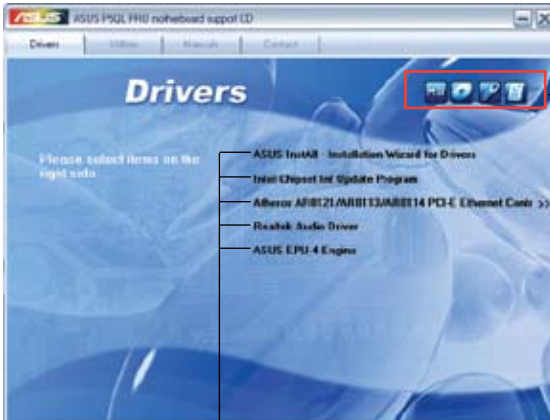 ASUS ASUS P5QL PRO motherboard support CD
Drivers Utilities Manuals Contact
Drivers
Please select items on the
right side
ASUS InstAll - Installation Wizard for Drivers
Intel Chipset Inf Update Program
Atheros AR8121/AR8113/AR8114 PCI-E Ethernet Contr >>
Realtek Audio Driver
ASUS EPU-4 Engine